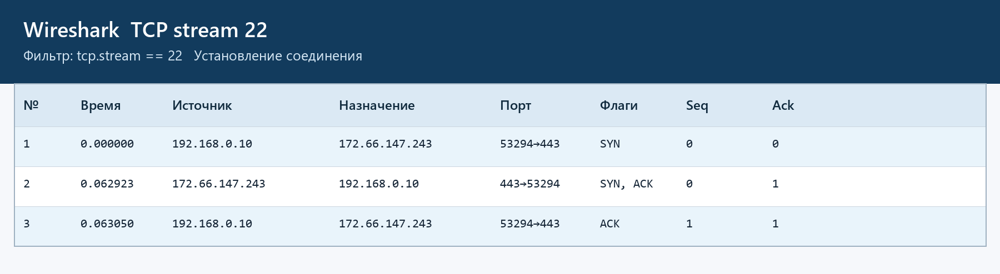 Wireshark TCP stream 22
Фильтр: tcp.stream == 22 Установление соединения
№ Время Источник Назначение Порт Флаги Seq Ack
1 0.000000 192.168.0.10 172.66.147.243 53294→443 SYN 0 0
2 0.062923 172.66.147.243 192.168.0.10 443→53294 SYN, ACK 0 1
3 0.063050 192.168.0.10 172.66.147.243 53294→443 ACK 1 1